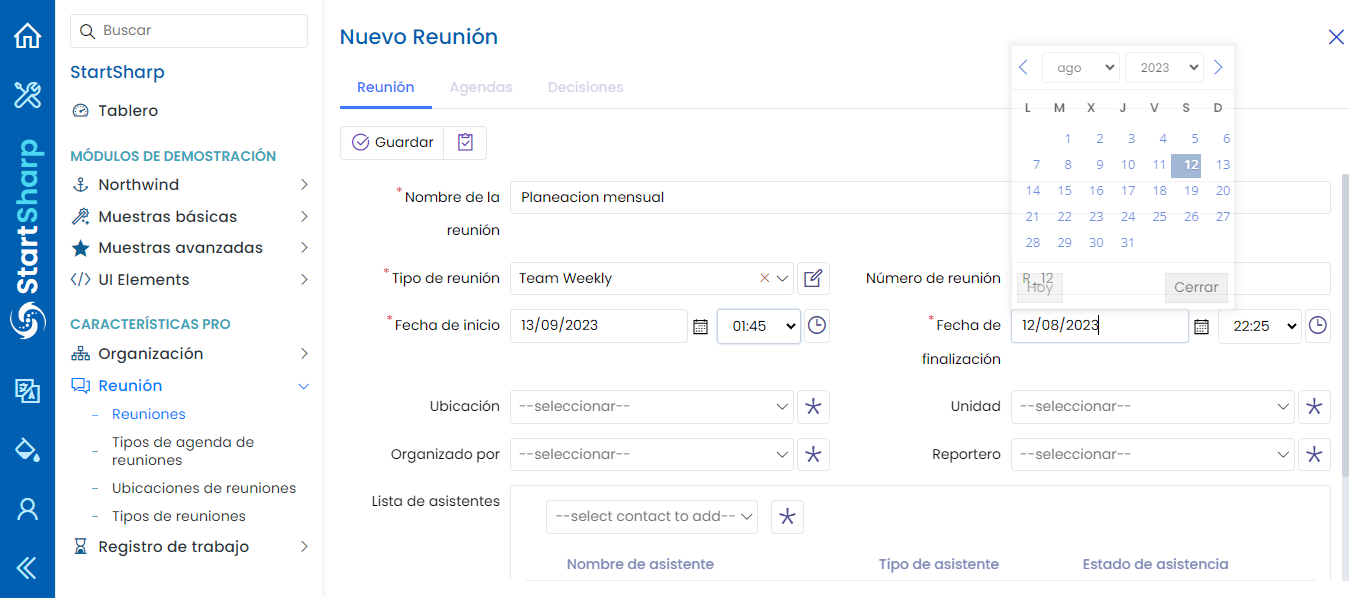 StartSharp
Buscar
StartSharp
Tablero
MÓDULOS DE DEMOSTRACIÓN
Northwind
Muestras básicas
Muestras avanzadas
UI Elements
CARACTERÍSTICAS PRO
Organización
Reunión
Reuniones
Tipos de agenda de
reuniones
Ubicaciones de reuniones
Tipos de reuniones
Registro de trabajo
Nuevo Reunión
Reunión Agendas Decisiones
Guardar
*Nombre de la
reunión
Planeacion mensual
*Tipo de reunión Team Weekly
Número de reunión R_12
*Fecha de inicio 13/09/2023 01:45
*Fecha de
finalización
12/08/2023 22:25
ago 2023
L M X J V S D
1 2 3 4 5 6
7 8 9 10 11 12 13
14 15 16 17 18 19 20
21 22 23 24 25 26 27
28 29 30 31
Hoy Cerrar
Ubicación --seleccionar-- Unidad --seleccionar--
Organizado por --seleccionar-- Reportero --seleccionar--
Lista de asistentes
--select contact to add--
Nombre de asistente Tipo de asistente Estado de asistencia